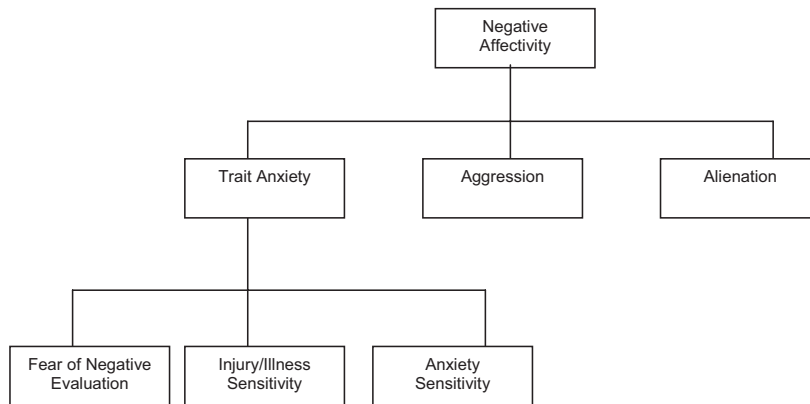 Negative
Affectivity
Trait Anxiety
Aggression
Alienation
Fear of Negative
Evaluation
Injury/Illness
Sensitivity
Anxiety
Sensitivity